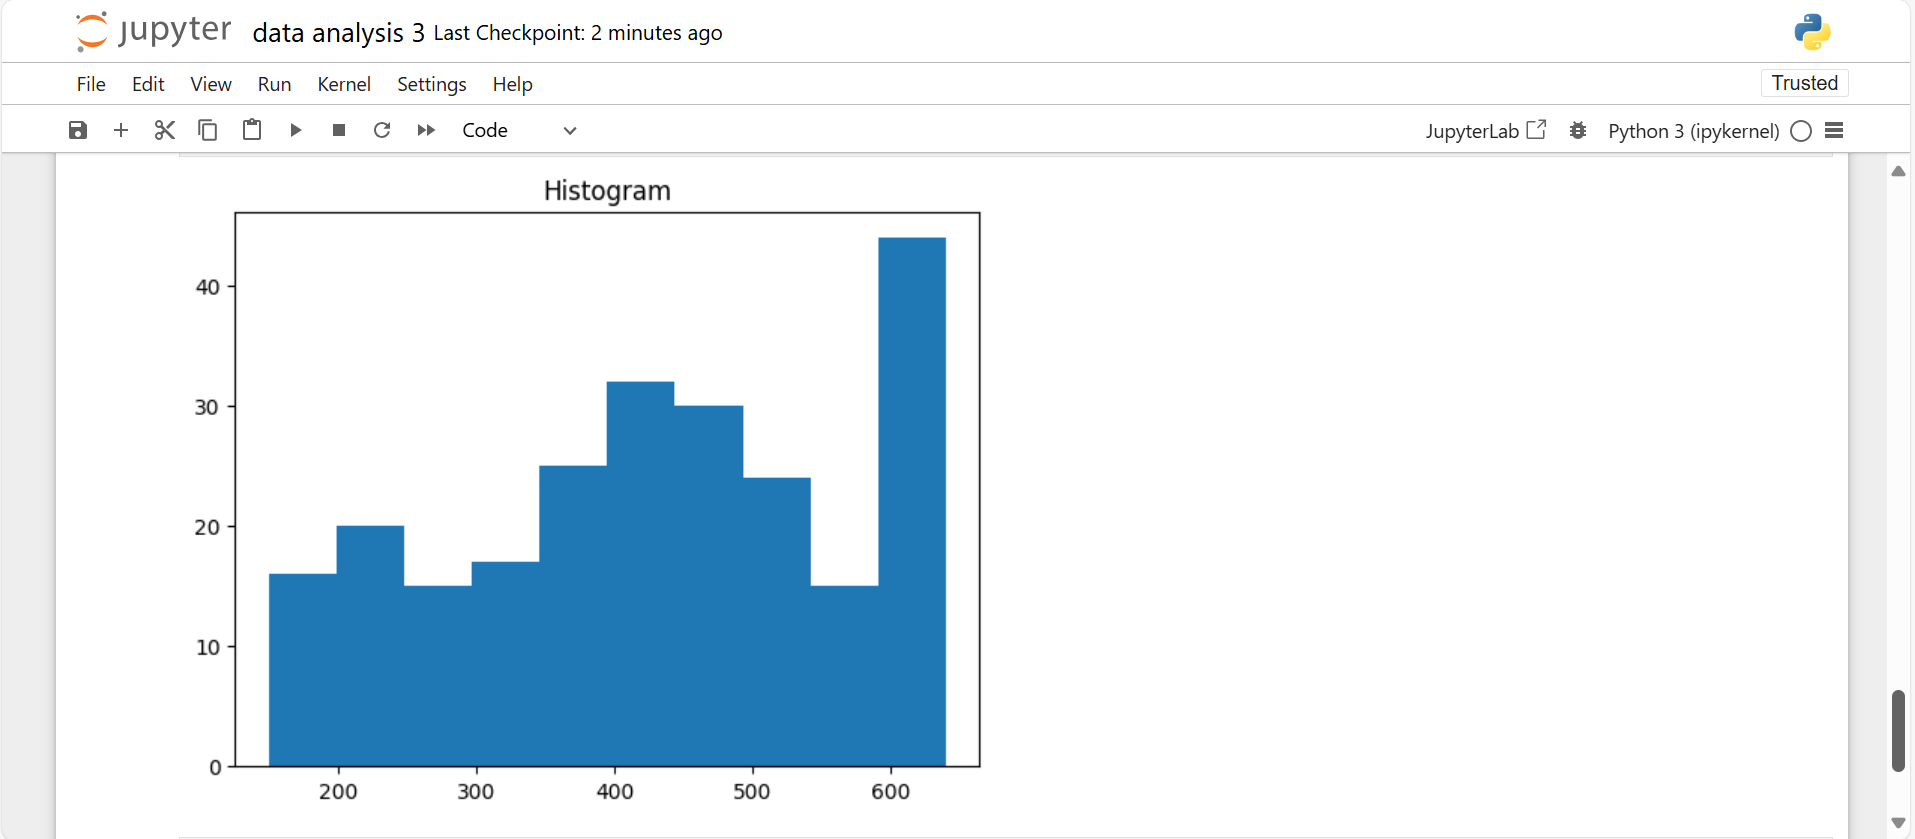 jupyter data analysis 3 Last Checkpoint: 2 minutes ago
File Edit View Run Kernel Settings Help Trusted
Code JupyterLab Python 3 (ipykernel)
Histogram
40
30
20
10
0
200 300 400 500 600